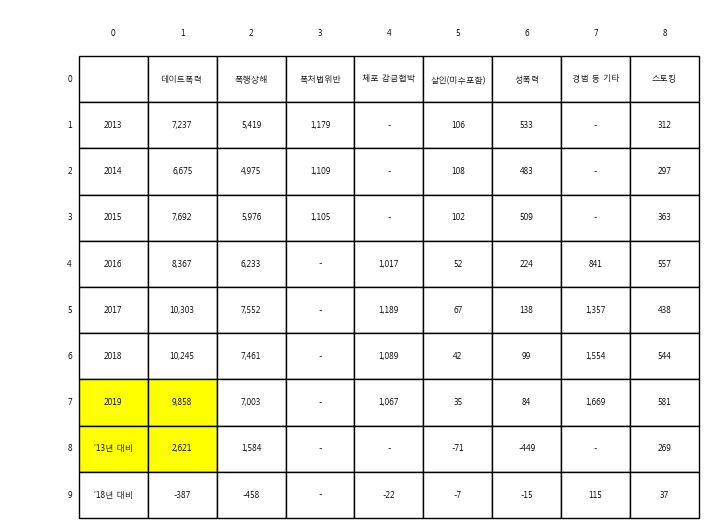 0 1 2 3 4 5 6 7 8
0 데이트폭력 폭행상해 폭처법위반 체포 감금협박 살인(미수포함) 성폭력 경범 등 기타 스토킹
1 2013 7,237 5,419 1,179 - 106 533 - 312
2 2014 6,675 4,975 1,109 - 108 483 - 297
3 2015 7,692 5,976 1,105 - 102 509 - 363
4 2016 8,367 6,233 - 1,017 52 224 841 557
5 2017 10,303 7,552 - 1,189 67 138 1,357 438
6 2018 10,245 7,461 - 1,089 42 99 1,554 544
7 2019 9,858 7,003 - 1,067 35 84 1,669 581
8 '13년 대비 2,621 1,584 - - -71 -449 - 269
9 '18년 대비 -387 -458 - -22 -7 -15 115 37